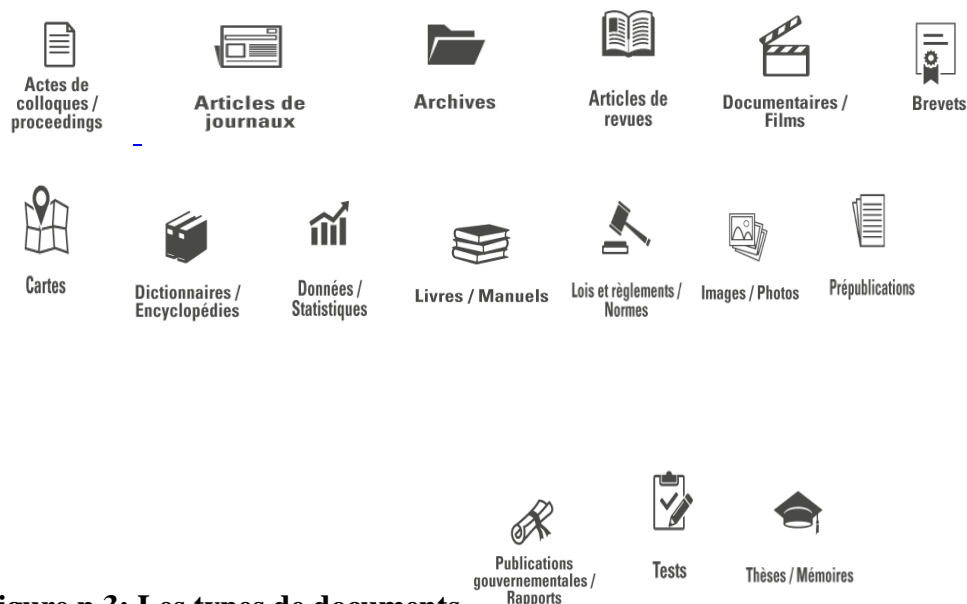 Actes de
colloques /
proceedings
Articles de
journaux
Archives
Articles de
revues
Documentaires /
Films
Brevets
Cartes
Dictionnaires /
Encyclopédies
Données /
Statistiques
Livres / Manuels
Lois et règlements /
Normes
Images / Photos
Prépublications
Publications
gouvernementales /
Rapports
Tests
Thèses / Mémoires
igure n 3: Les types de documents